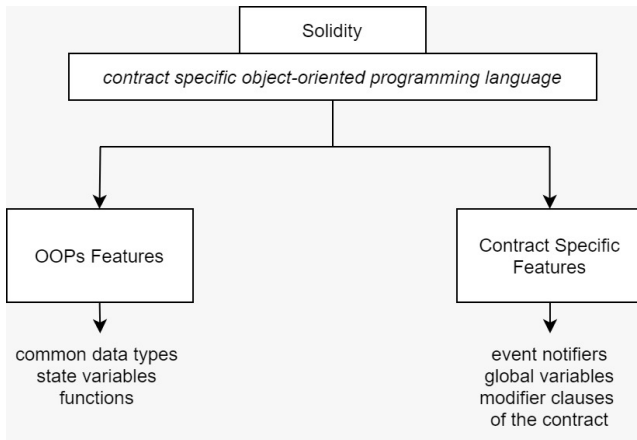 Solidity
contract specific object-oriented programming language
OOPs Features
Contract Specific
Features
common data types
state variables
functions
event notifiers
global variables
modifier clauses
of the contract